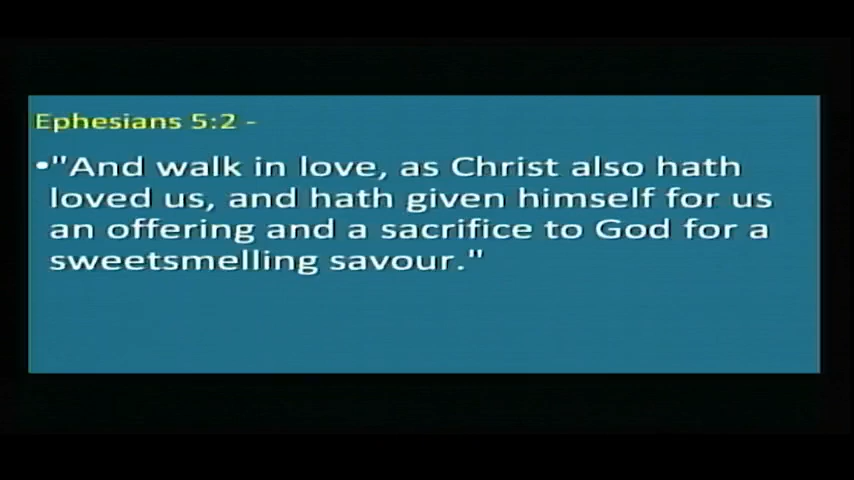 Ephesians 5:2 -
•"And walk in love, as Christ also hath
loved us, and hath given himself for us
an offering and a sacrifice to God for a
sweetsmelling savour."